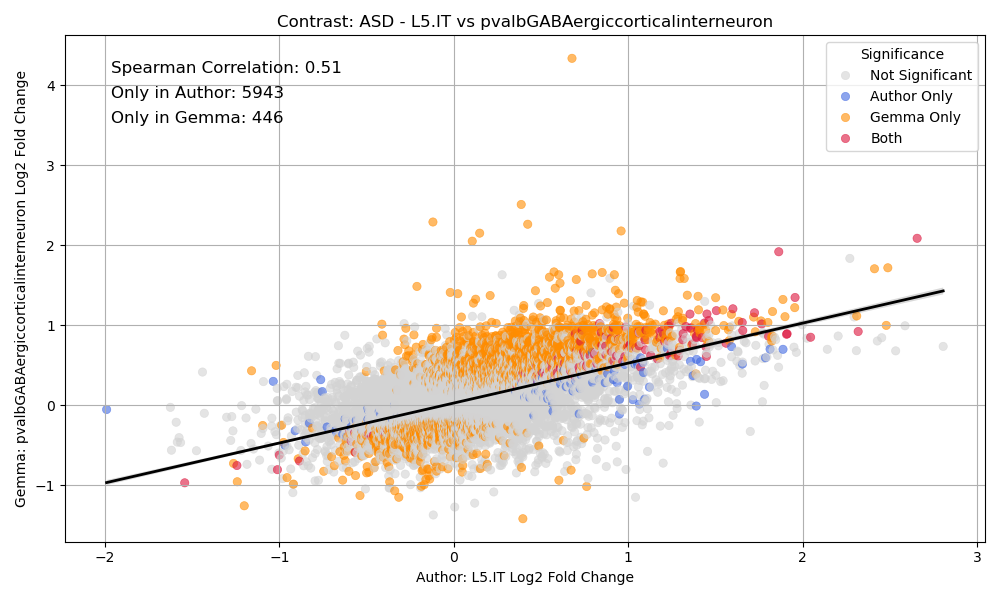 Contrast: ASD - L5.IT vs pvalbGABAergiccorticalinterneuron
Spearman Correlation: 0.51
Only in Author: 5943
Only in Gemma: 446
Significance
Not Significant
Author Only
Gemma Only
Both
Gemma: pvalbGABAergiccorticalinterneuron Log2 Fold Change
4
3
2
1
0
−1
−2
−1
0
1
2
3
Author: L5.IT Log2 Fold Change